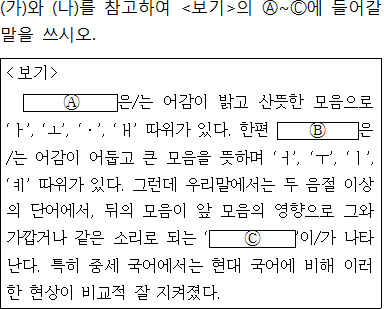 (가)와 (나)를 참고하여 <보기>의 Ⓐ~Ⓒ에 들어갈
말을 쓰시오.
<보기>
Ⓐ은/는 어감이 밝고 산뜻한 모음으로
‘ㅏ’, ‘ㅗ’, ‘ㆍ’, ‘ㅐ’ 따위가 있다. 한편 Ⓑ은
/는 어감이 어둡고 큰 모음을 뜻하며 ‘ㅓ’, ‘ㅜ’, ‘ㅣ’,
‘ㅖ’ 따위가 있다. 그런데 우리말에서는 두 음절 이상
의 단어에서, 뒤의 모음이 앞 모음의 영향으로 그와
가깝거나 같은 소리로 되는 ‘Ⓒ’이/가 나타
난다. 특히 중세 국어에서는 현대 국어에 비해 이러
한 현상이 비교적 잘 지켜졌다.